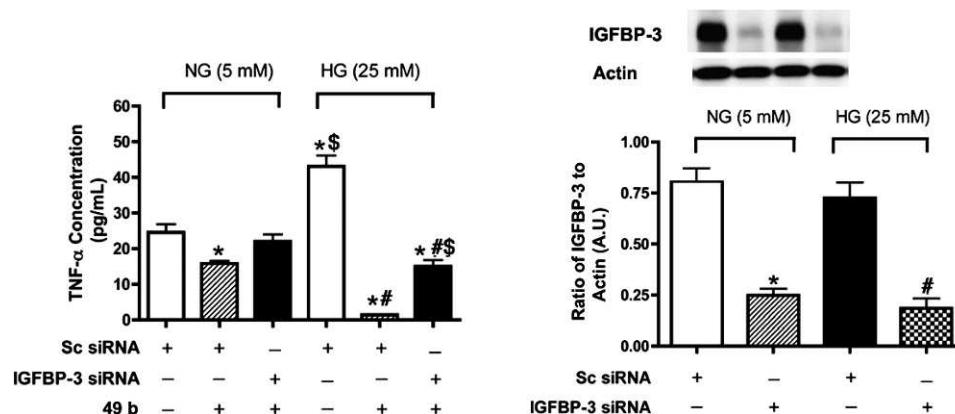 NG (5 mM) HG (25 mM)
60
50
40
30
20
10
0
TNF-α Concentration
(pg/mL)
*
*$
*#
*#$
Sc siRNA + + – + + –
IGFBP-3 siRNA – – + – – +
49 b – + + – + +
IGFBP-3
Actin
NG (5 mM) HG (25 mM)
1.00
0.75
0.50
0.25
0.00
Ratio of IGFBP-3 to
Actin (A.U.)
*
#
Sc siRNA + – + –
IGFBP-3 siRNA – + – +